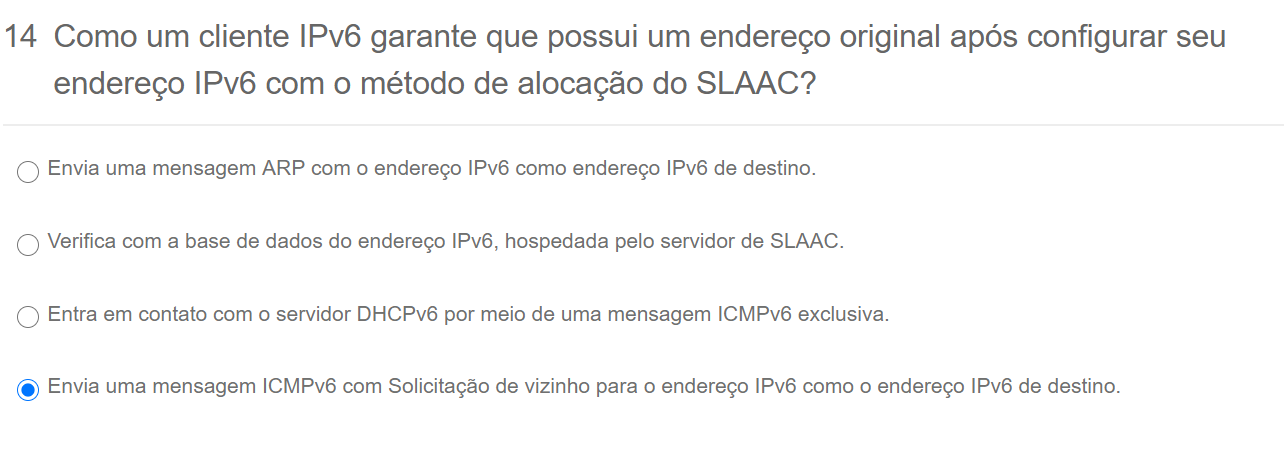 14 Como um cliente IPv6 garante que possui um endereço original após configurar seu
endereço IPv6 com o método de alocação do SLAAC?
Envia uma mensagem ARP com o endereço IPv6 como endereço IPv6 de destino.
Verifica com a base de dados do endereço IPv6, hospedada pelo servidor de SLAAC.
Entra em contato com o servidor DHCPv6 por meio de uma mensagem ICMPv6 exclusiva.
Envia uma mensagem ICMPv6 com Solicitação de vizinho para o endereço IPv6 como o endereço IPv6 de destino.